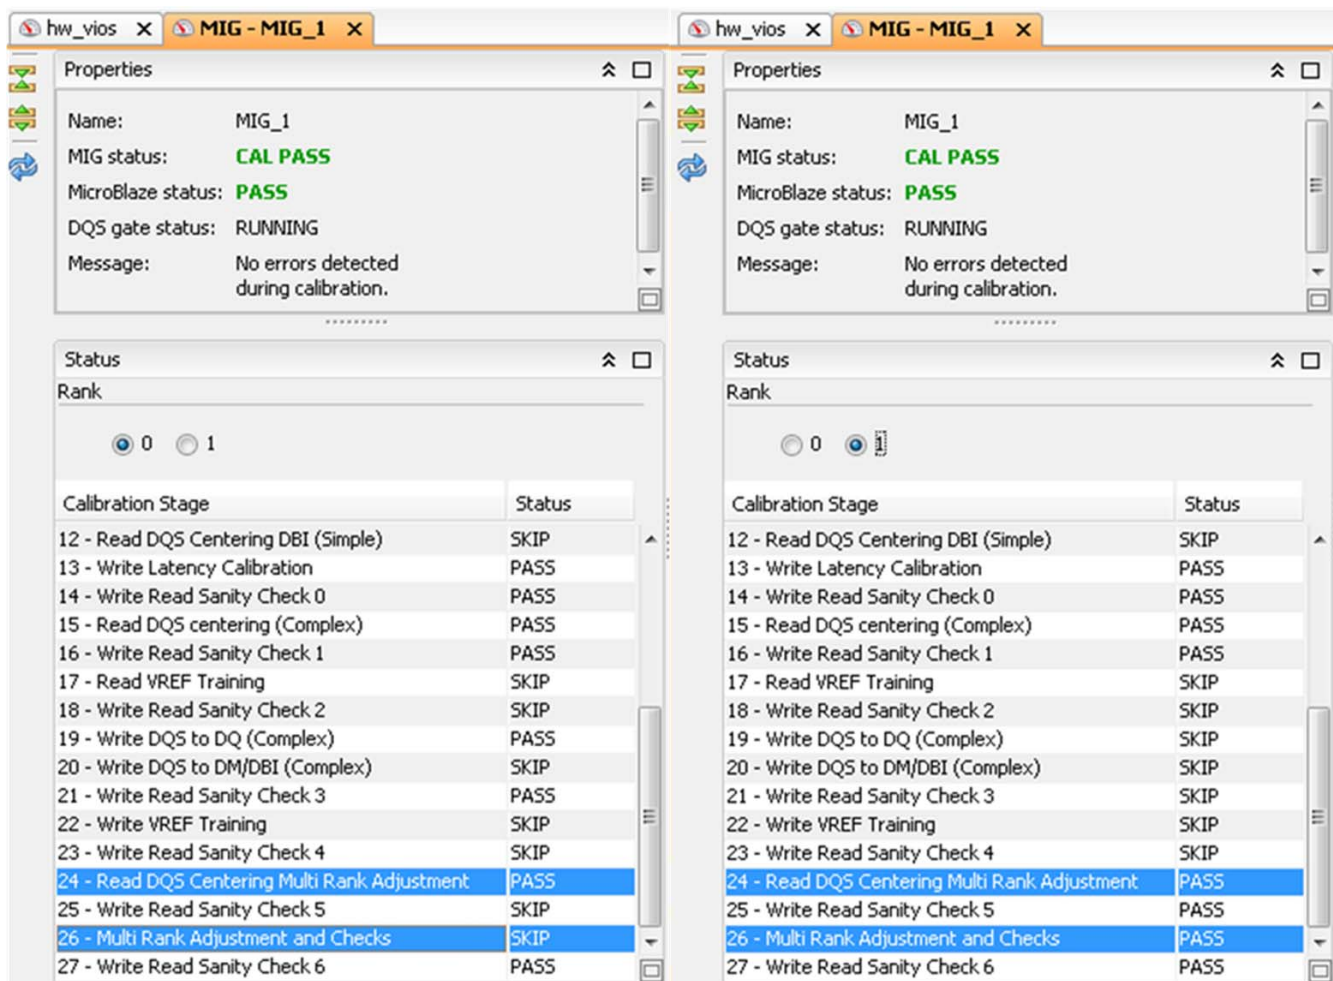 hw_vios X MIG - MIG_1 X
Properties
Name: MIG_1
MIG status: CAL PASS
MicroBlaze status: PASS
DQS gate status: RUNNING
Message: No errors detected
during calibration.
Status
Rank
0 1
Calibration Stage Status
12 - Read DQS Centering DBI (Simple) SKIP
13 - Write Latency Calibration PASS
14 - Write Read Sanity Check 0 PASS
15 - Read DQS centering (Complex) PASS
16 - Write Read Sanity Check 1 PASS
17 - Read VREF Training SKIP
18 - Write Read Sanity Check 2 SKIP
19 - Write DQS to DQ (Complex) PASS
20 - Write DQS to DM/DBI (Complex) SKIP
21 - Write Read Sanity Check 3 PASS
22 - Write VREF Training SKIP
23 - Write Read Sanity Check 4 SKIP
24 - Read DQS Centering Multi Rank Adjustment PASS
25 - Write Read Sanity Check 5 SKIP
26 - Multi Rank Adjustment and Checks SKIP
27 - Write Read Sanity Check 6 PASS
hw_vios X MIG - MIG_1 X
Properties
Name: MIG_1
MIG status: CAL PASS
MicroBlaze status: PASS
DQS gate status: RUNNING
Message: No errors detected
during calibration.
Status
Rank
0 1
Calibration Stage Status
12 - Read DQS Centering DBI (Simple) SKIP
13 - Write Latency Calibration PASS
14 - Write Read Sanity Check 0 PASS
15 - Read DQS centering (Complex) PASS
16 - Write Read Sanity Check 1 PASS
17 - Read VREF Training SKIP
18 - Write Read Sanity Check 2 SKIP
19 - Write DQS to DQ (Complex) SKIP
20 - Write DQS to DM/DBI (Complex) SKIP
21 - Write Read Sanity Check 3 SKIP
22 - Write VREF Training SKIP
23 - Write Read Sanity Check 4 SKIP
24 - Read DQS Centering Multi Rank Adjustment PASS
25 - Write Read Sanity Check 5 PASS
26 - Multi Rank Adjustment and Checks PASS
27 - Write Read Sanity Check 6 PASS